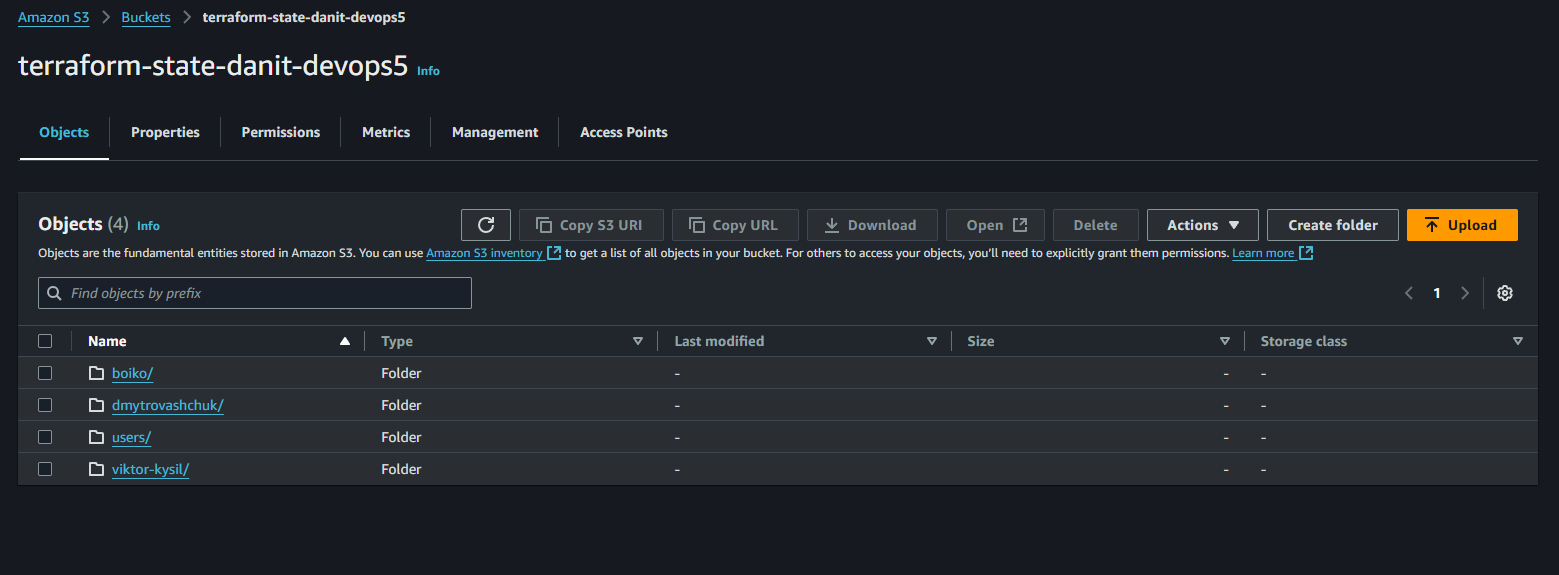 Amazon S3 > Buckets > terraform-state-danit-devops5
terraform-state-danit-devops5 Info
Objects Properties Permissions Metrics Management Access Points
Objects (4) Info Copy S3 URI Copy URL Download Open Delete Actions Create folder Upload
Objects are the fundamental entities stored in Amazon S3. You can use Amazon S3 inventory to get a list of all objects in your bucket. For others to access your objects, you'll need to explicitly grant them permissions. Learn more
Find objects by prefix 1
Name Type Last modified Size Storage class
boiko/ Folder - - -
dmytrovashchuk/ Folder - - -
users/ Folder - - -
viktor-kysil/ Folder - - -